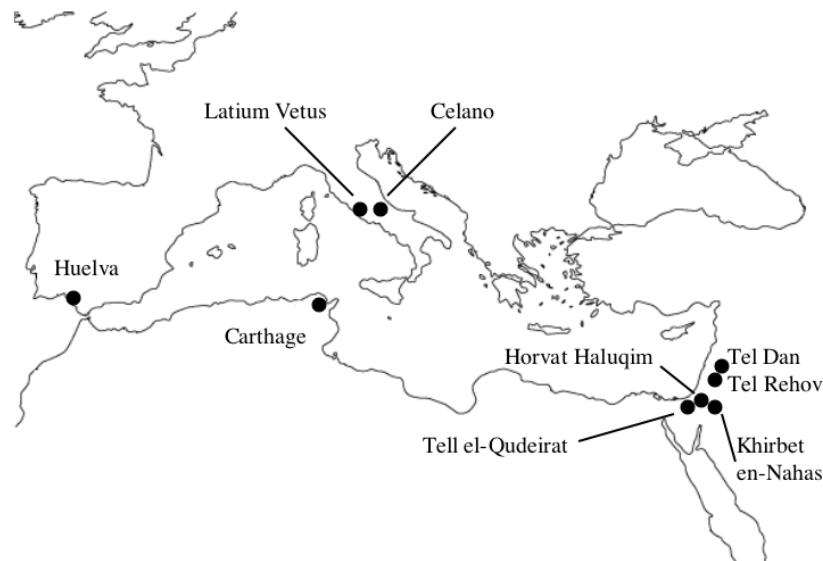 Latium Vetus
Celano
Huelva
Carthage
Horvat Haluqim
Tel Dan
Tel Rehov
Tell el-Qudeirat
Khirbet
en-Nahas